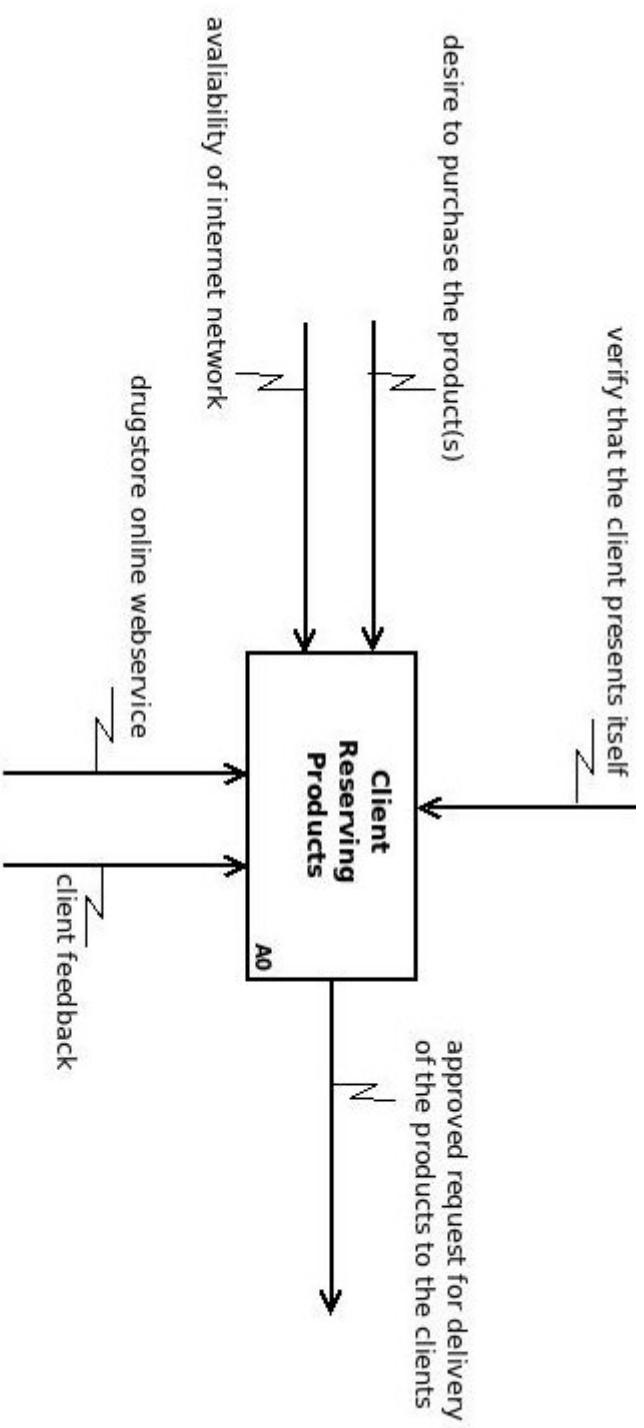 verify that the client presents itself
desire to purchase the product(s)
avaliability of internet network
Client
Reserving
Products
A0
approved request for delivery
of the products to the clients
drugstore online webservice
client feedback